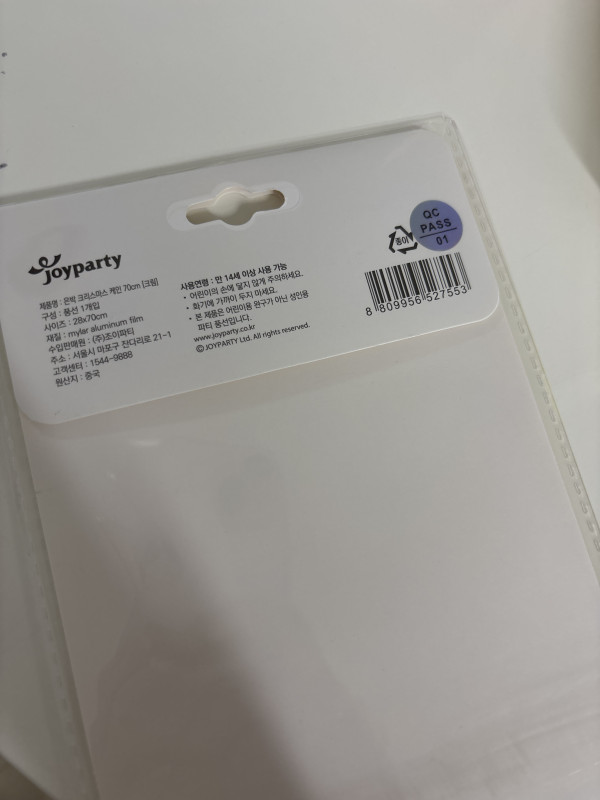 joyparty
제품명 : 은박 크리스마스 케인 70cm [크림]
구성 : 풍선 1개입
사이즈 : 28x70cm
재질 : mylar aluminum film
수입판매원 : (주)조이파티
주소 : 서울시 마포구 잔다리로 21-1
고객센터 : 1544-9888
원산지 : 중국
사용연령 : 만 14세 이상 사용 가능
• 어린이의 손에 닿지 않게 주의하세요.
• 화기에 가까이 두지 마세요.
• 본 제품은 어린이용 완구가 아닌 성인용
파티 풍선입니다.
www.joyparty.co.kr
ⓒ JOYPARTY Ltd. All rights reserved.
종이
QC
PASS
01
8 809956 527553